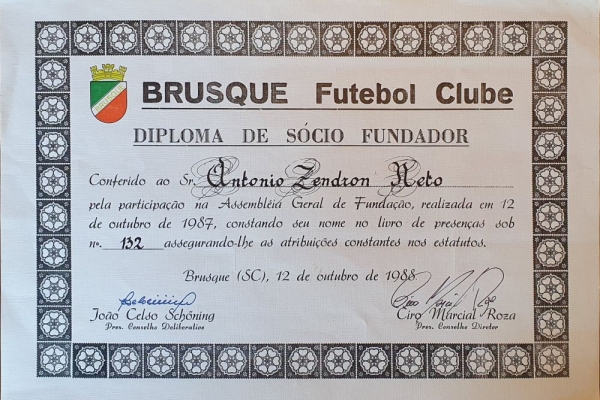 BRUSQUE Futebol Clube
DIPLOMA DE SÓCIO FUNDADOR
Conferido ao Sr. Antonio Zendron Neto
pela participação na Assembléia Geral de Fundação, realizada em 12
de outubro de 1987, constando seu nome no livro de presenças sob
nº. 132 assegurando-lhe as atribuições constantes nos estatutos.
Brusque (SC), 12 de outubro de 1988
João Celso Schöning
Pres. Conselho Deliberativo
Ciro Márcial Roza
Pres. Conselho Diretor